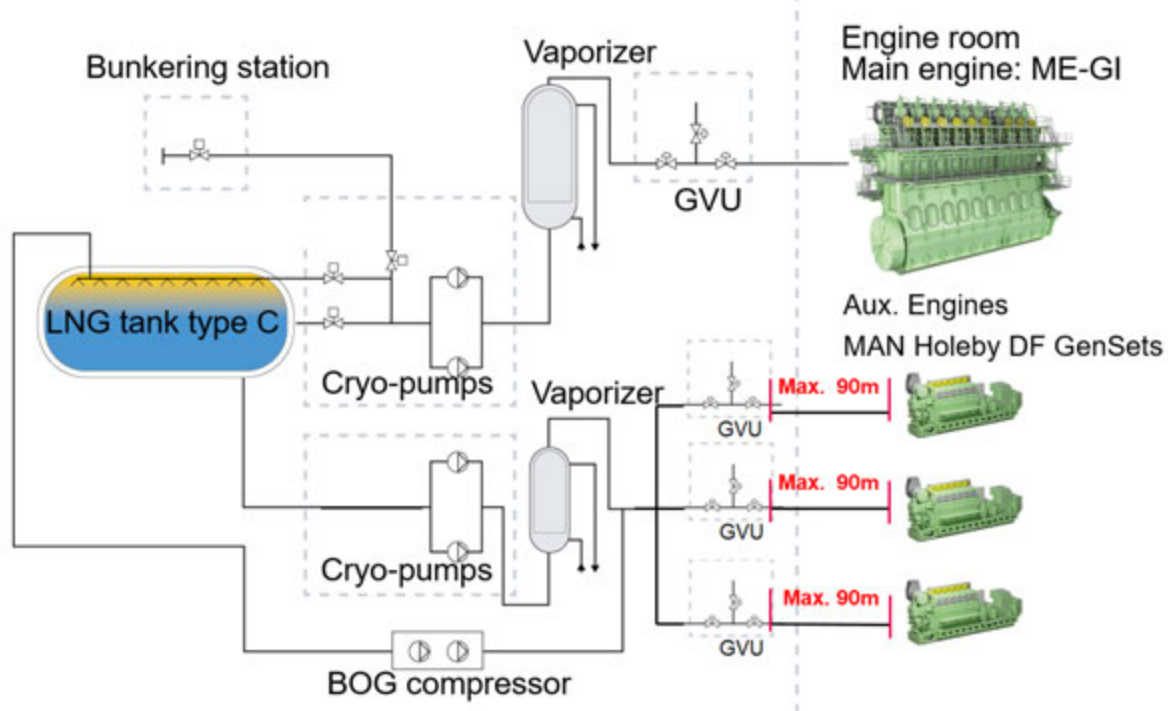 Bunkering station
Vaporizer
Engine room
Main engine: ME-GI
GVU
LNG tank type C
Cryo-pumps
Aux. Engines
MAN Holeby DF GenSets
Vaporizer
Max. 90m
GVU
Max. 90m
GVU
Cryo-pumps
Max. 90m
GVU
BOG compressor